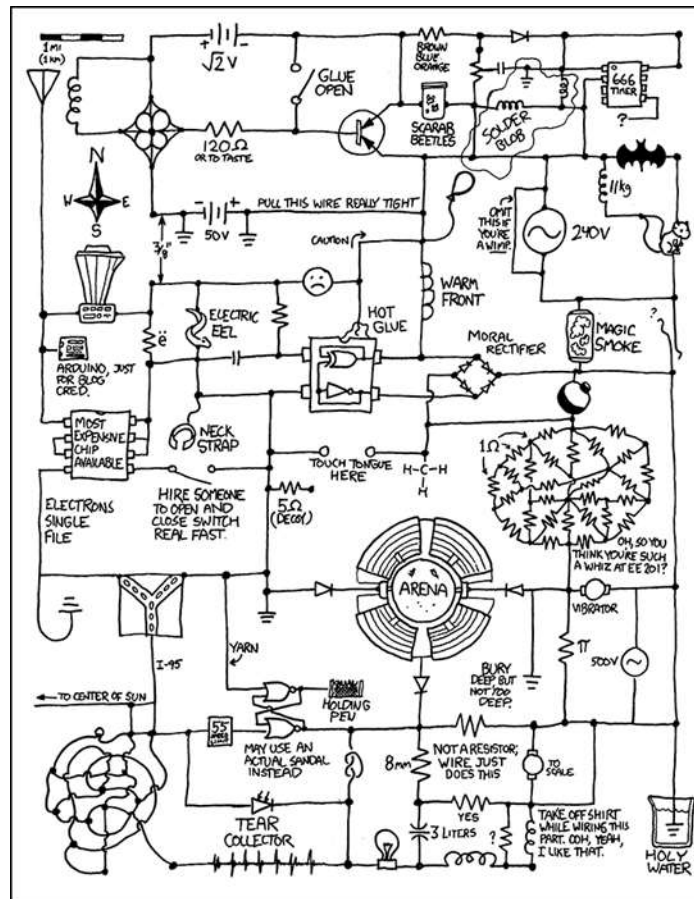 1 MI
(1 KM)
√2 V
GLUE
OPEN
BROWN
BLUE
ORANGE
666
TIMER
?
SCARAB
BEETLES
SOLDER
BLOB
120Ω
OR TO TASTE
N
W E
S
11kg
PULL THIS WIRE REALLY TIGHT
50V
OMIT
THIS IF
YOU'RE
A WIMP
240V
3/8"
CAUTION
ELECTRIC
EEL
HOT
GLUE
WARM
FRONT
MORAL
RECTIFIER
MAGIC
SMOKE
?
ë
ARDUINO, JUST
FOR BLOG
CRED.
MOST
EXPENSIVE
CHIP
AVAILABLE
NECK
STRAP
TOUCH TONGUE
HERE
H-C-H
H
1Ω
ELECTRONS
SINGLE
FILE
HIRE SOMEONE
TO OPEN AND
CLOSE SWITCH
REAL FAST.
5Ω
(DECOY)
OH, SO YOU
THINK YOU'RE SUCH
A WHIZ AT EE 201?
ARENA
VIBRATOR
I-95
YARN
BURY
DEEP, BUT
NOT TOO
DEEP.
π
500V
TO CENTER OF SUN
HOLDING
PEN
55
MAY USE AN
ACTUAL SANDAL
INSTEAD
8mm
NOT A RESISTOR;
WIRE JUST
DOES THIS
TO
SCALE
TEAR
COLLECTOR
3 LITERS
YES
?
TAKE OFF SHIRT
WHILE WIRING THIS
PART. OOH, YEAH,
I LIKE THAT.
HOLY
WATER